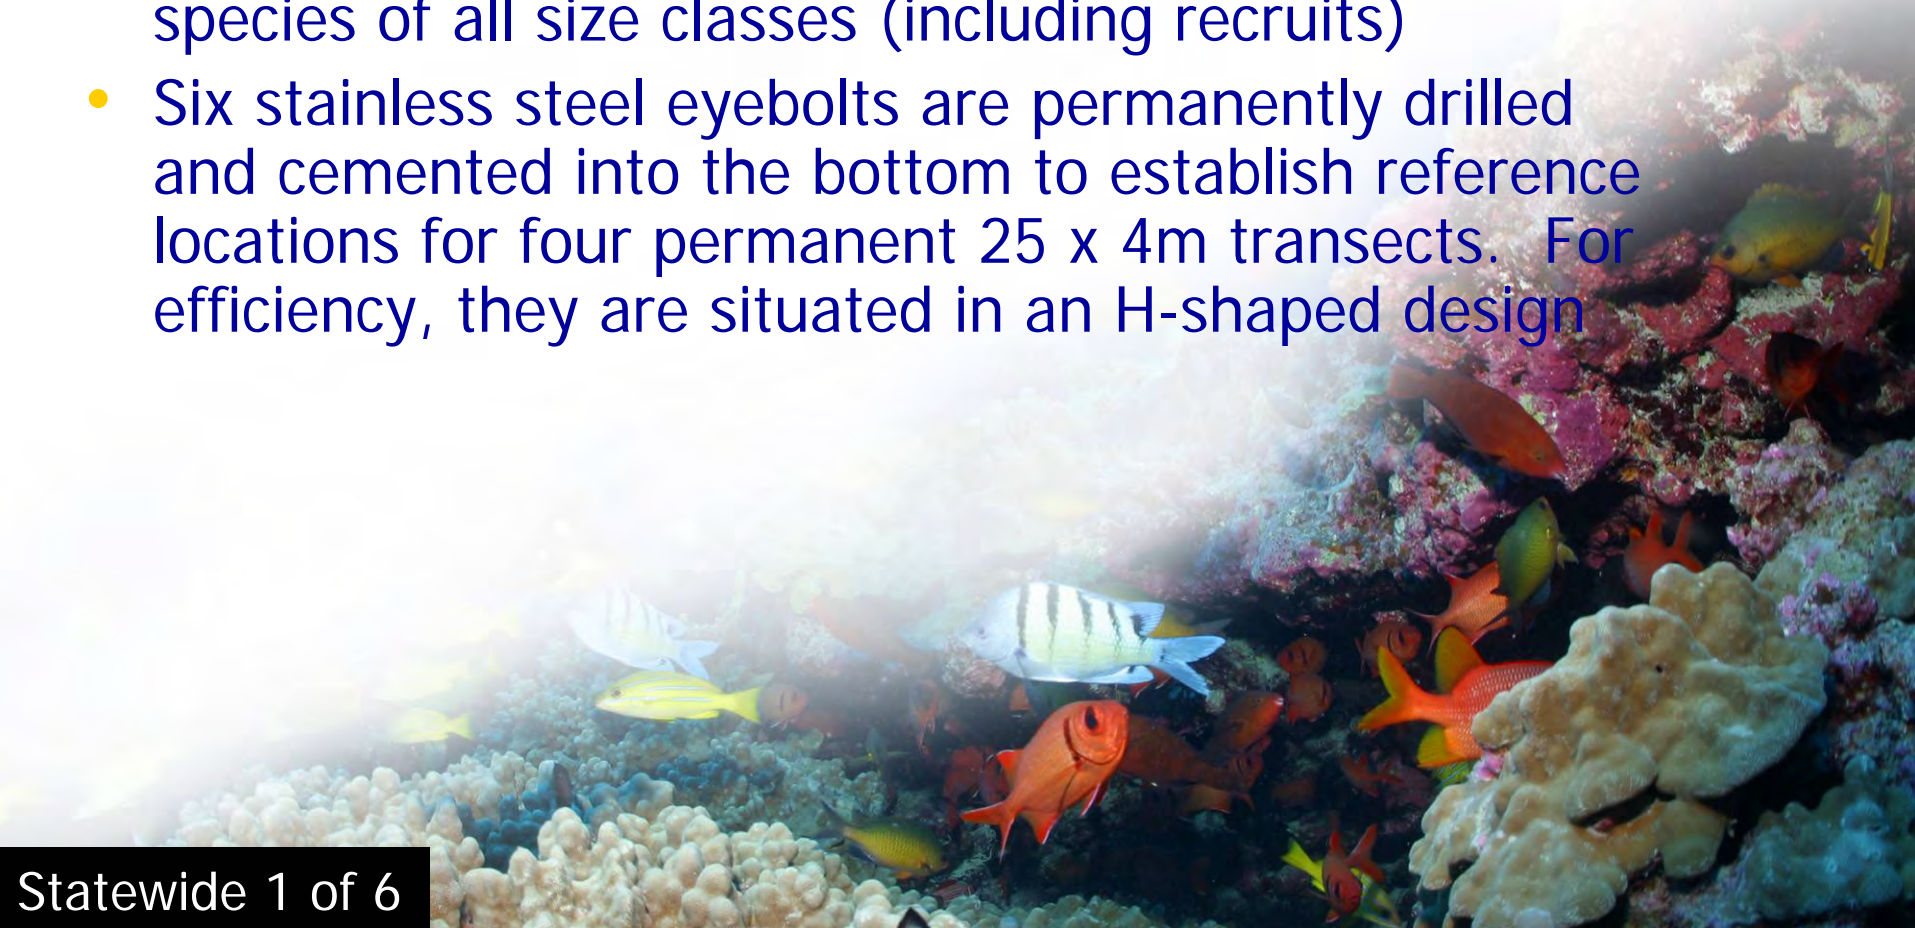 species of all size classes (including recruits)
• Six stainless steel eyebolts are permanently drilled
and cemented into the bottom to establish reference
locations for four permanent 25 x 4m transects.  For
efficiency, they are situated in an H-shaped design
Statewide 1 of 6